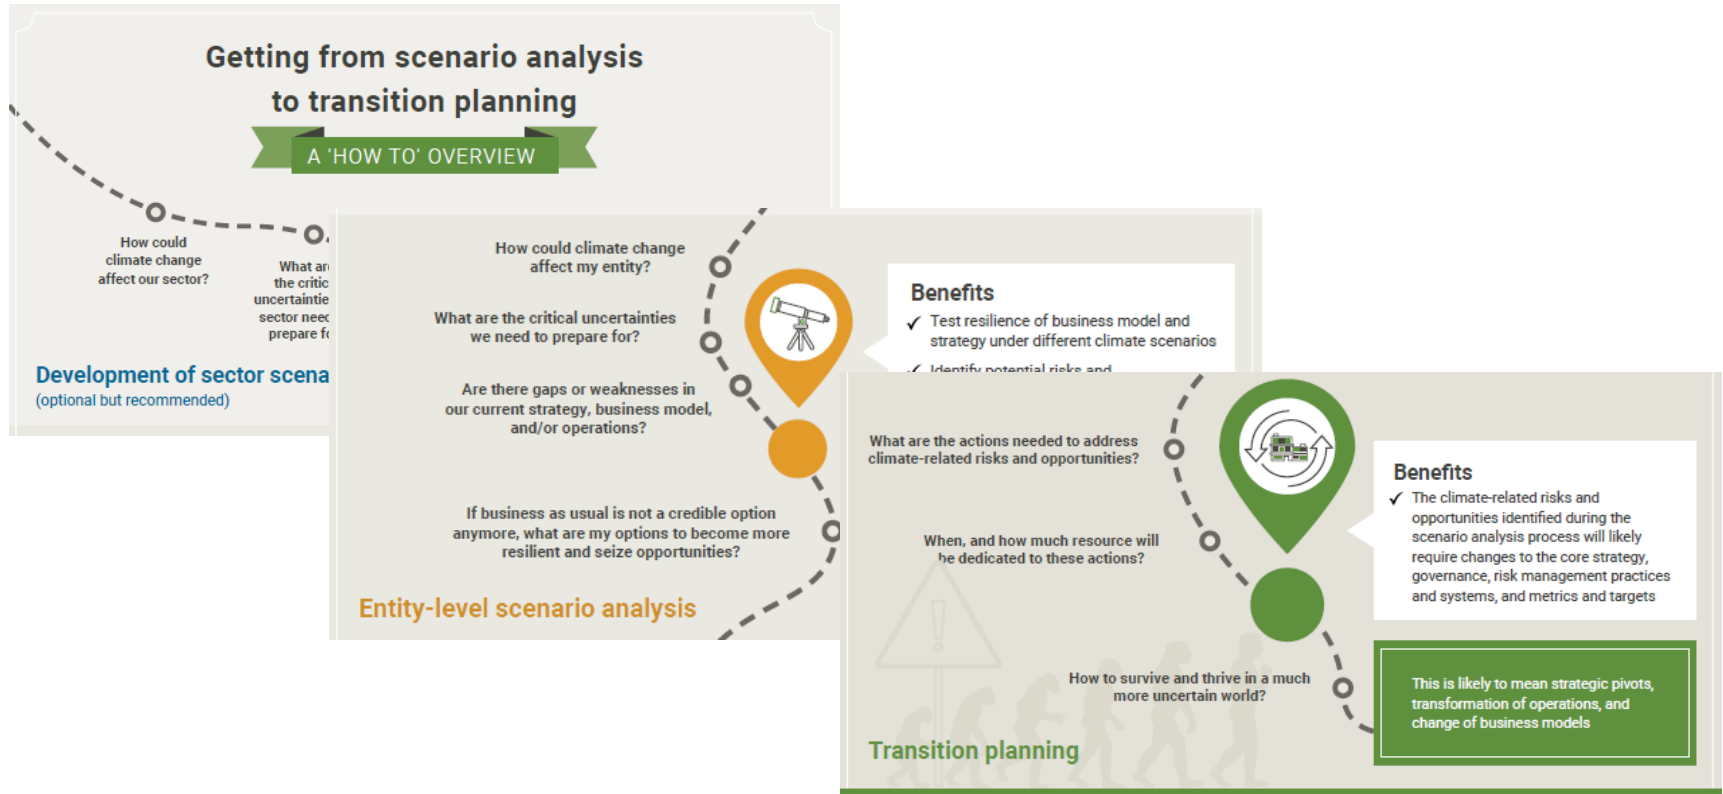 Getting from scenario analysis
to transition planning
A 'HOW TO' OVERVIEW
How could
climate change
affect our sector?
What
the
sector
prepare
Development of sector
(optional but recommended)
How could climate change
affect my entity?
What are the critical uncertainties
we need to prepare for?
Are there gaps or weaknesses in
our current strategy, business model,
and/or operations?
If business as usual is not a credible option
anymore, what are my options to become more
resilient and seize opportunities?
Entity-level scenario analysis
Benefits
✓ Test resilience of business model and
strategy under different climate scenarios
✓ Identify potential risks and
What are the actions needed to address
climate-related risks and opportunities?
When, and how much resource will
be dedicated to these actions?
How to survive and thrive in a much
more uncertain world?
Transition planning
Benefits
✓ The climate-related risks and
opportunities identified during the
scenario analysis process will likely
require changes to the core strategy,
governance, risk management practices
and systems, and metrics and targets
This is likely to mean strategic pivots,
transformation of operations, and
change of business models